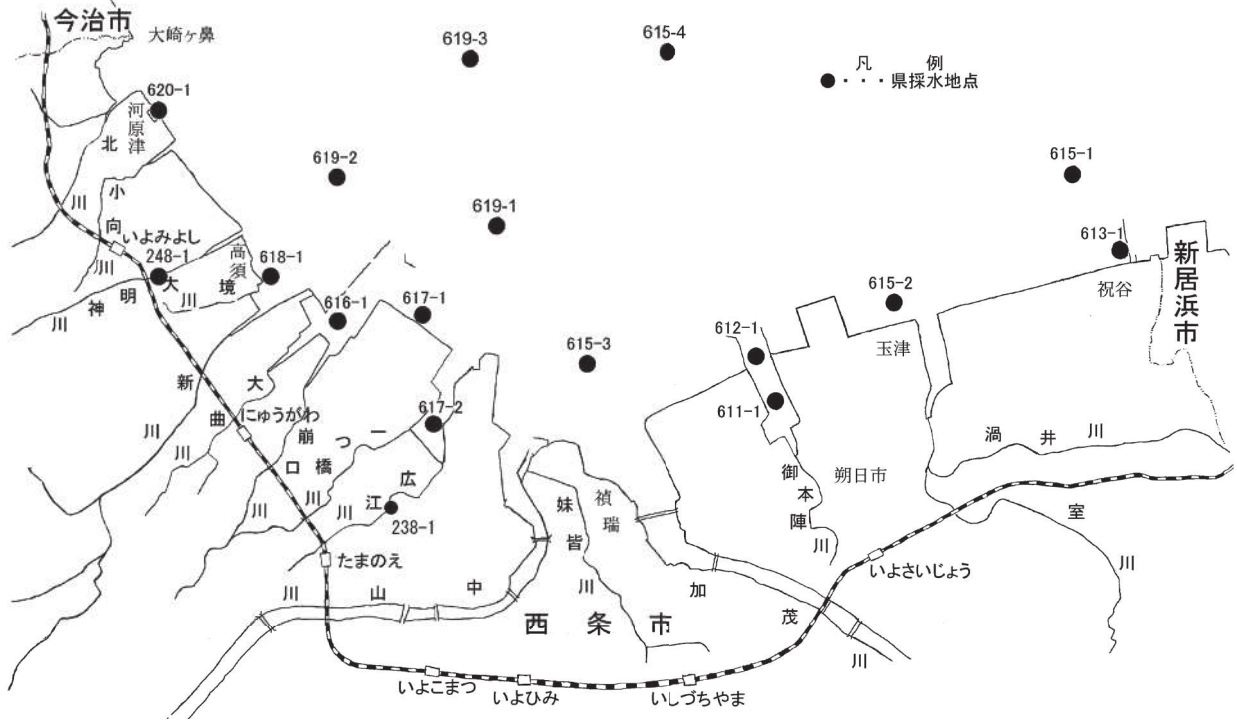 今治市
大崎ヶ鼻
619-3
615-4
凡 例
●・・・県採水地点
620-1
河原津
北川
619-2
615-1
小向川
619-1
613-1
いよみよし
248-1
高須
618-1
新居浜市
大明神川
境川
616-1
617-1
615-2
祝谷
612-1
玉津
615-3
新川
大曲川
にゅうがわ
611-1
617-2
崩口川
一つ橋川
渦井川
広江川
238-1
御本陣川
朔日市
妹皆川
禎瑞
室川
たまのえ
いよさいじょう
中山川
加茂川
西条市
いよこまつ
いよひみ
いしづちやま